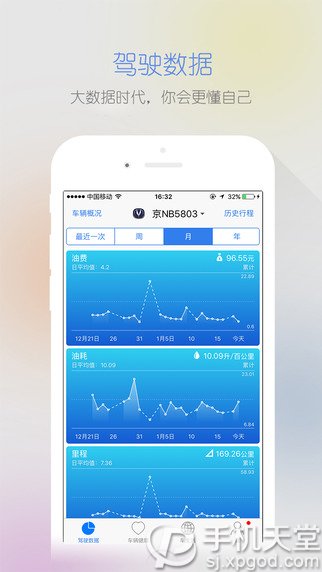 驾驶数据
大数据时代，你会更懂自己
中国移动 16:32 32%
车辆概况 京NB5803 历史行程
最近一次 周 月 年
油费 96.55元
日平均值：4.2 累计
22.89
0.6
12月21日 26 31 1月5日 10 15 今天
油耗 10.09升/百公里
日平均值：10.09 累计
23.01
6.84
12月21日 26 31 1月5日 10 15 今天
里程 169.26公里
日平均值：7.36 累计
58.93
驾驶数据 车辆健康
手机天堂
sj.xpgod.com